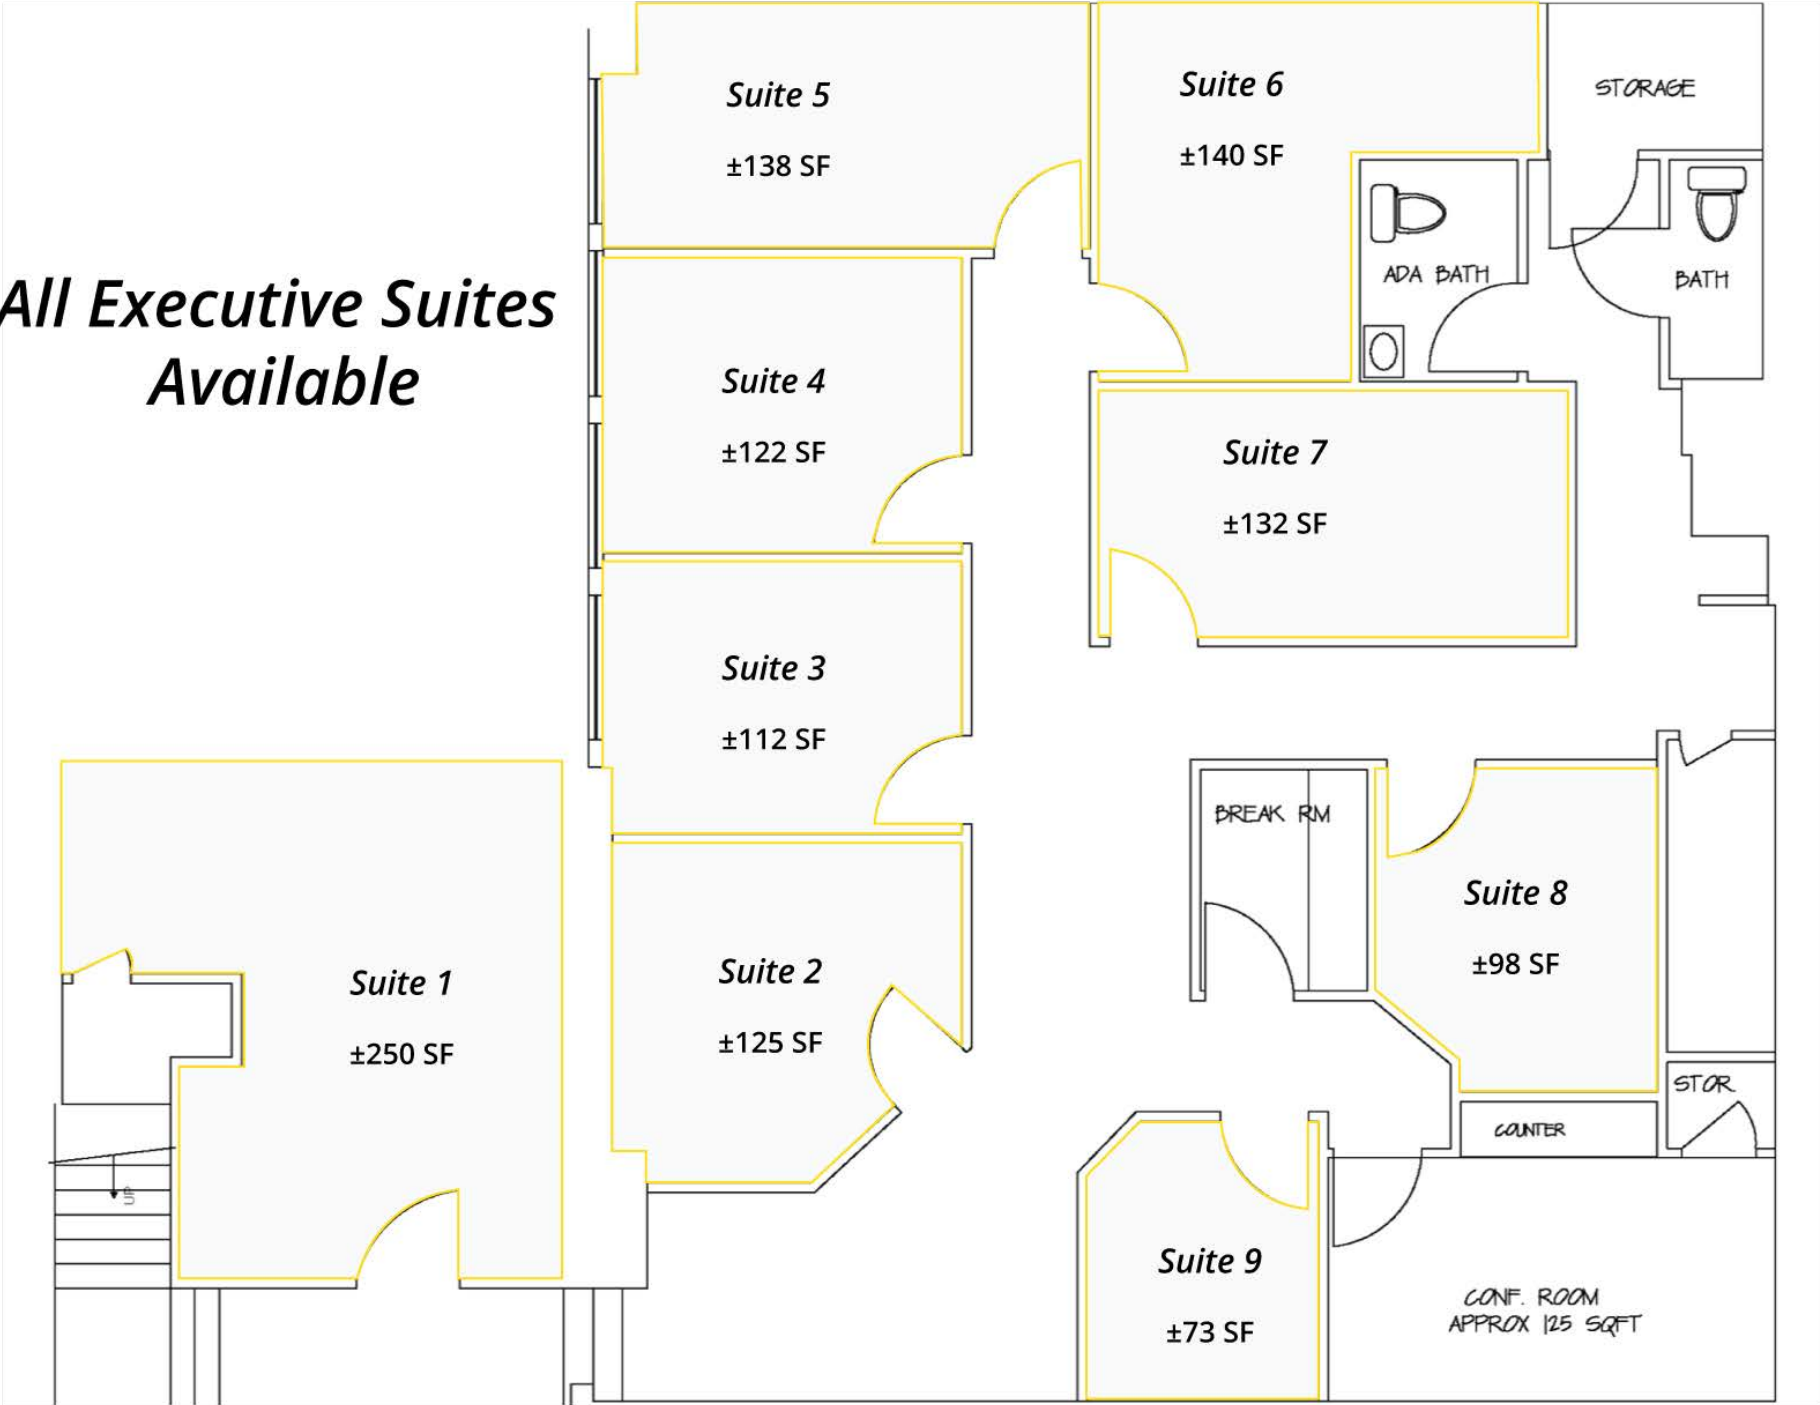 Suite 5
±138 SF
Suite 6
±140 SF
STORAGE
ADA BATH
BATH
All Executive Suites
Available
Suite 4
±122 SF
Suite 7
±132 SF
Suite 3
±112 SF
BREAK RM
Suite 8
±98 SF
Suite 1
±250 SF
Suite 2
±125 SF
STOR.
COUNTER
UP
Suite 9
±73 SF
CONF. ROOM
APPROX 125 SQFT